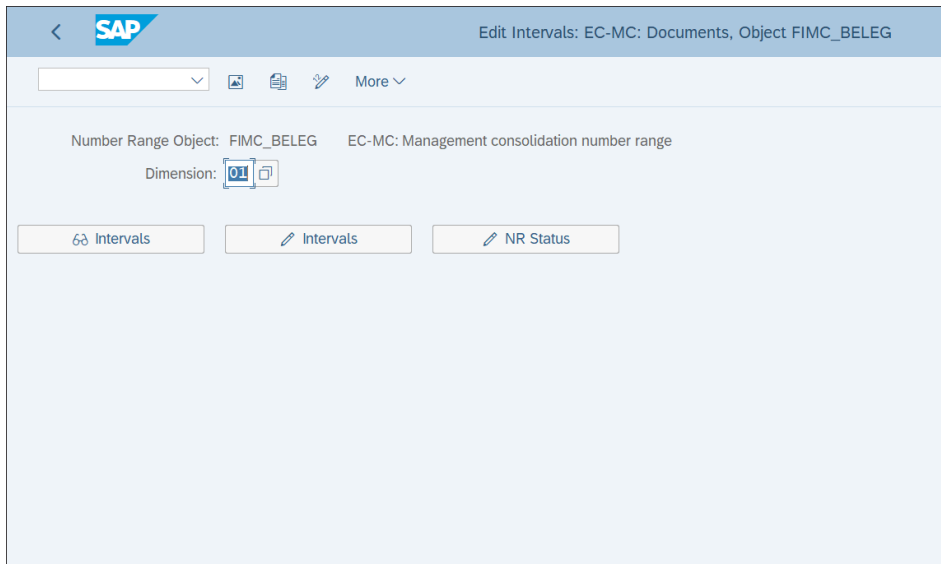 SAP Edit Intervals: EC-MC: Documents, Object FIMC_BELEG
More
Number Range Object: FIMC_BELEG EC-MC: Management consolidation number range
Dimension: 01
Intervals Intervals NR Status